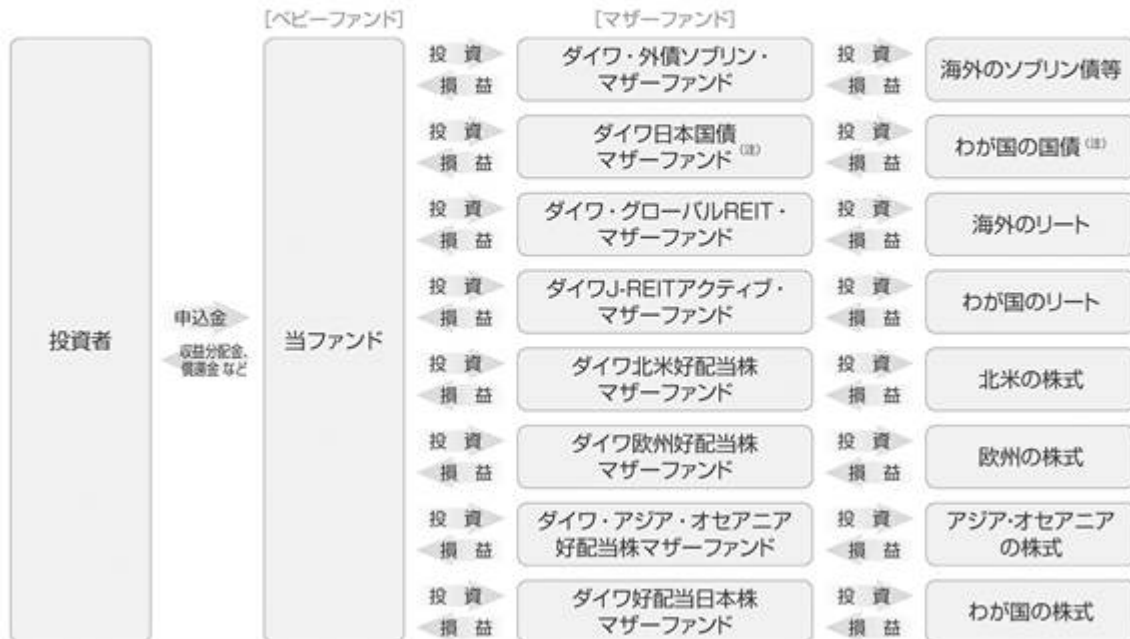 [ベビーファンド]
[マザーファンド]
投資者
申込金
収益分配金、
償還金 など
当ファンド
投 資
損 益
ダイワ・外債ソブリン・
マザーファンド
投 資
損 益
海外のソブリン債等
投 資
損 益
ダイワ日本国債
マザーファンド(注)
投 資
損 益
わが国の国債(注)
投 資
損 益
ダイワ・グローバルREIT・
マザーファンド
投 資
損 益
海外のリート
投 資
損 益
ダイワJ-REITアクティブ・
マザーファンド
投 資
損 益
わが国のリート
投 資
損 益
ダイワ北米好配当株
マザーファンド
投 資
損 益
北米の株式
投 資
損 益
ダイワ欧州好配当株
マザーファンド
投 資
損 益
欧州の株式
投 資
損 益
ダイワ・アジア・オセアニア
好配当株マザーファンド
投 資
損 益
アジア・オセアニア
の株式
投 資
損 益
ダイワ好配当日本株
マザーファンド
投 資
損 益
わが国の株式